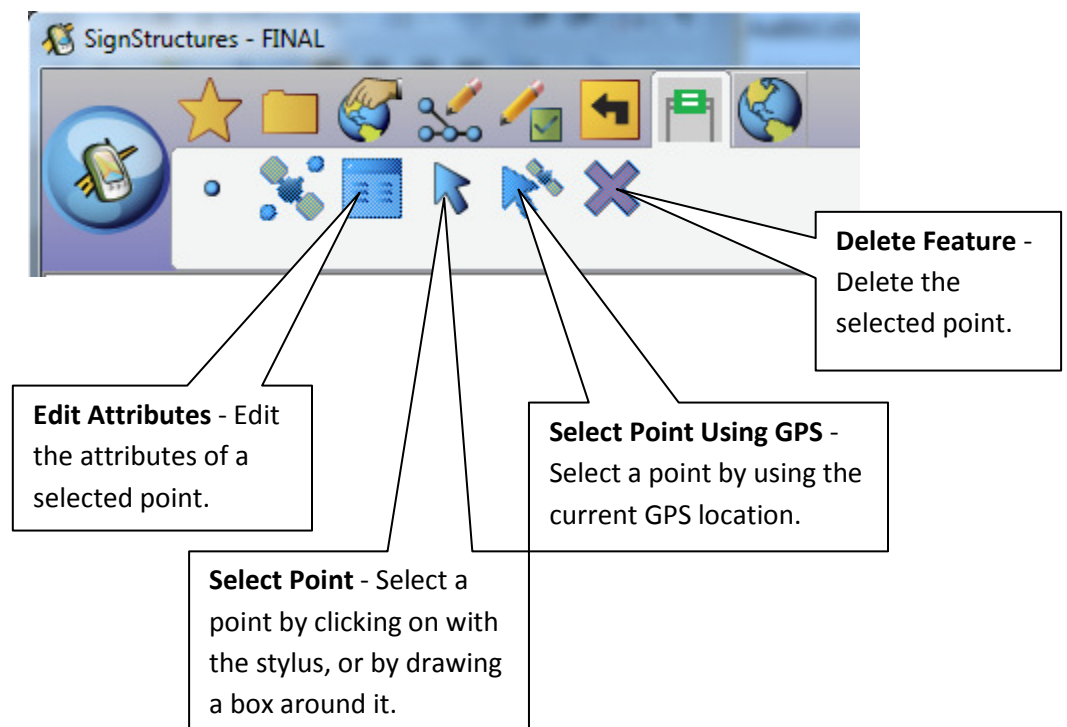 SignStructures - FINAL
Delete Feature -
Delete the
selected point.
Edit Attributes - Edit
the attributes of a
selected point.
Select Point Using GPS -
Select a point by using the
current GPS location.
Select Point - Select a
point by clicking on with
the stylus, or by drawing
a box around it.